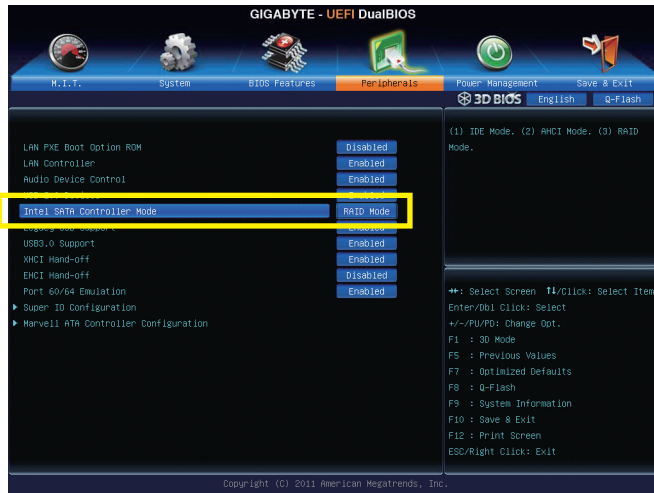 GIGABYTE - UEFI DualBIOS
M.I.T. System BIOS Features Peripherals Power Management Save & Exit
3D BIOS English Q-Flash
(1) IDE Mode. (2) AHCI Mode. (3) RAID
Mode.
LAN PXE Boot Option ROM Disabled
LAN Controller Enabled
Audio Device Control Enabled
Intel SATA Controller Mode RAID Mode
Enabled
USB3.0 Support Enabled
XHCI Hand-off Enabled
EHCI Hand-off Disabled
Port 60/64 Emulation Enabled
Super IO Configuration
Marvell ATA Controller Configuration
→←: Select Screen ↑↓/Click: Select Item
Enter/Dbl Click: Select
+/-/PU/PD: Change Opt.
F1 : 3D Mode
F5 : Previous Values
F7 : Optimized Defaults
F8 : Q-Flash
F9 : System Information
F10 : Save & Exit
F12 : Print Screen
ESC/Right Click: Exit
Copyright (C) 2011 American Megatrends, Inc.